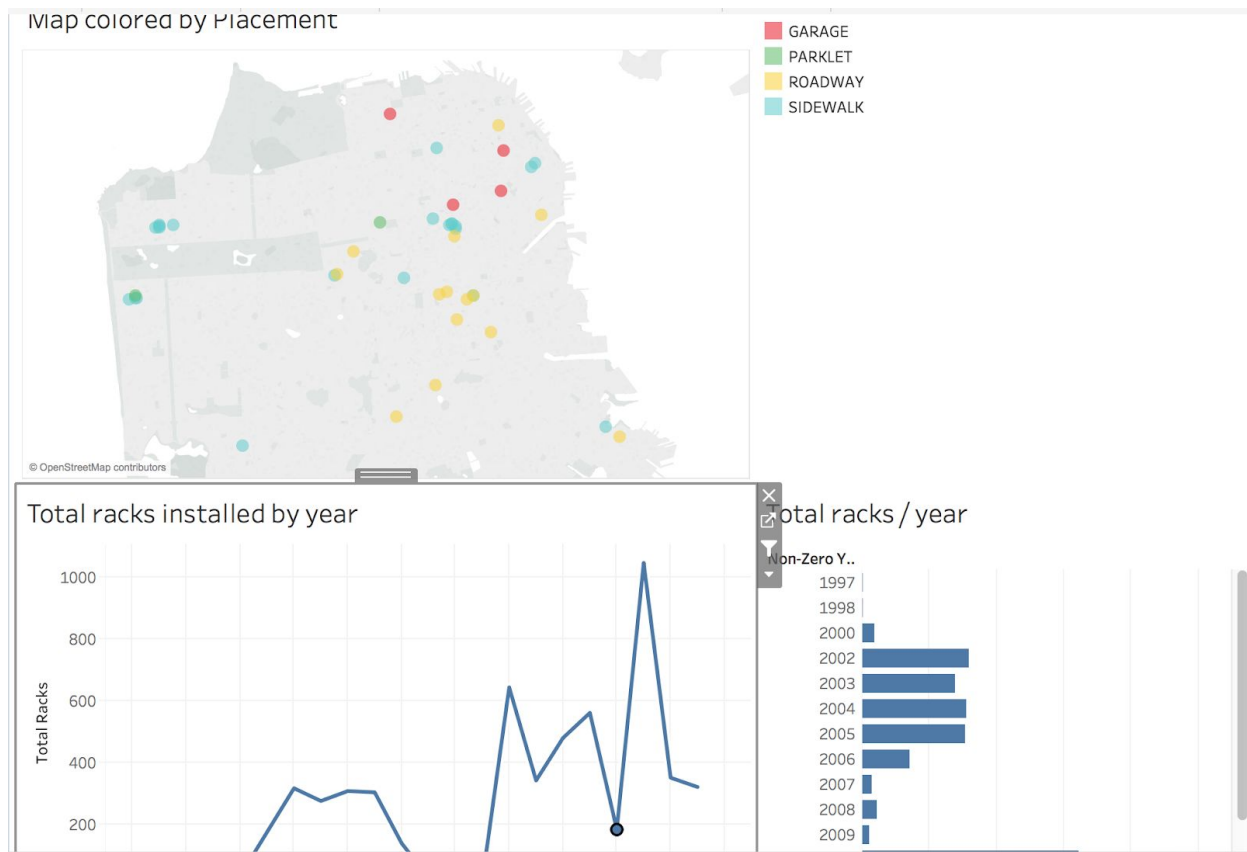 Map colored by Placement
GARAGE
PARKLET
ROADWAY
SIDEWALK
© OpenStreetMap contributors
Total racks installed by year
1000
800
600
400
200
Total Racks
Total racks / year
Non-Zero Y..
1997
1998
2000
2002
2003
2004
2005
2006
2007
2008
2009